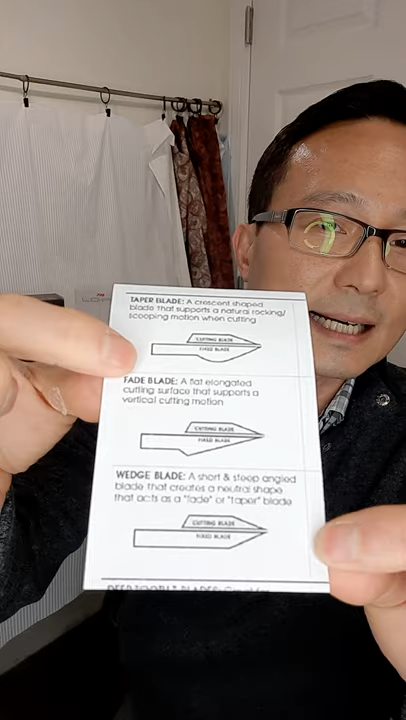 TAPER BLADE: A crescent shaped
blade that supports a natural rocking/
scooping motion when cutting
CUTTING BLADE
FIXED BLADE
FADE BLADE: A flat elongated
cutting surface that supports a
vertical cutting motion
CUTTING BLADE
FIXED BLADE
WEDGE BLADE: A short & steep angled
blade that creates a neutral shape
that acts as a "fade" or "taper" blade
CUTTING BLADE
FIXED BLADE